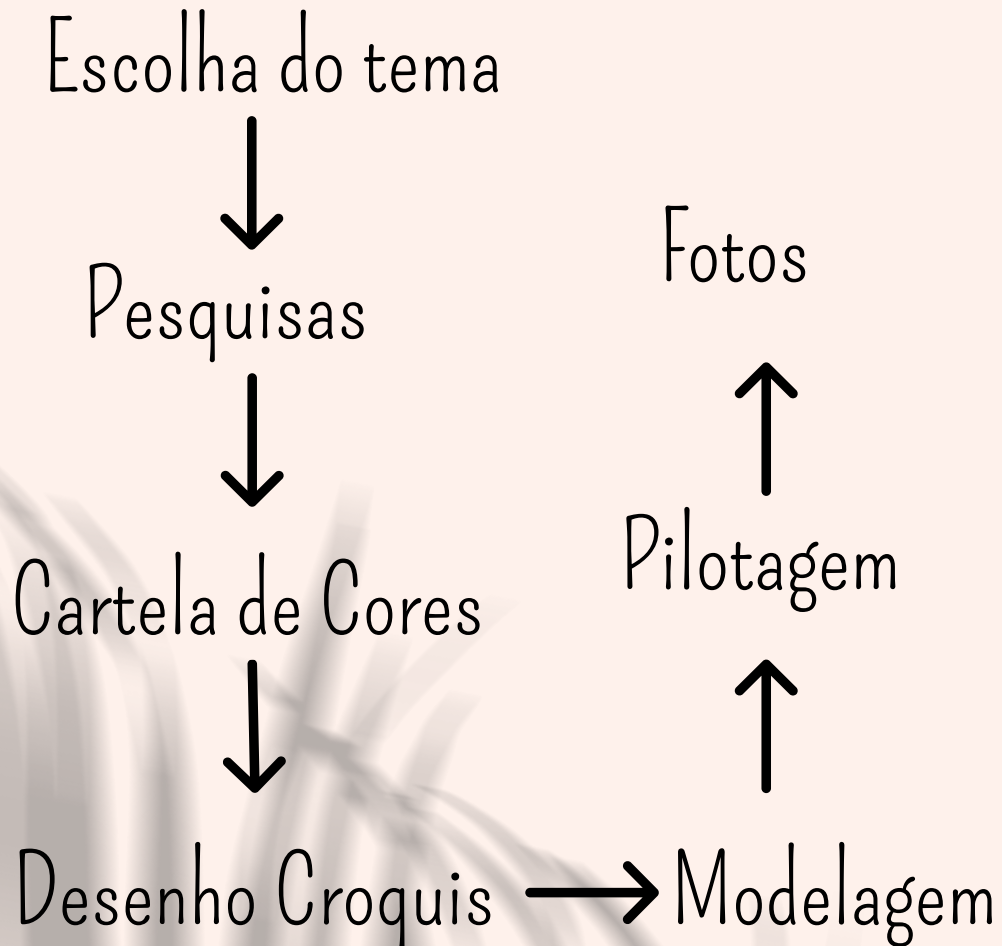 Escolha do tema
Pesquisas
Cartela de Cores
Desenho Croquis
Modelagem
Pilotagem
Fotos